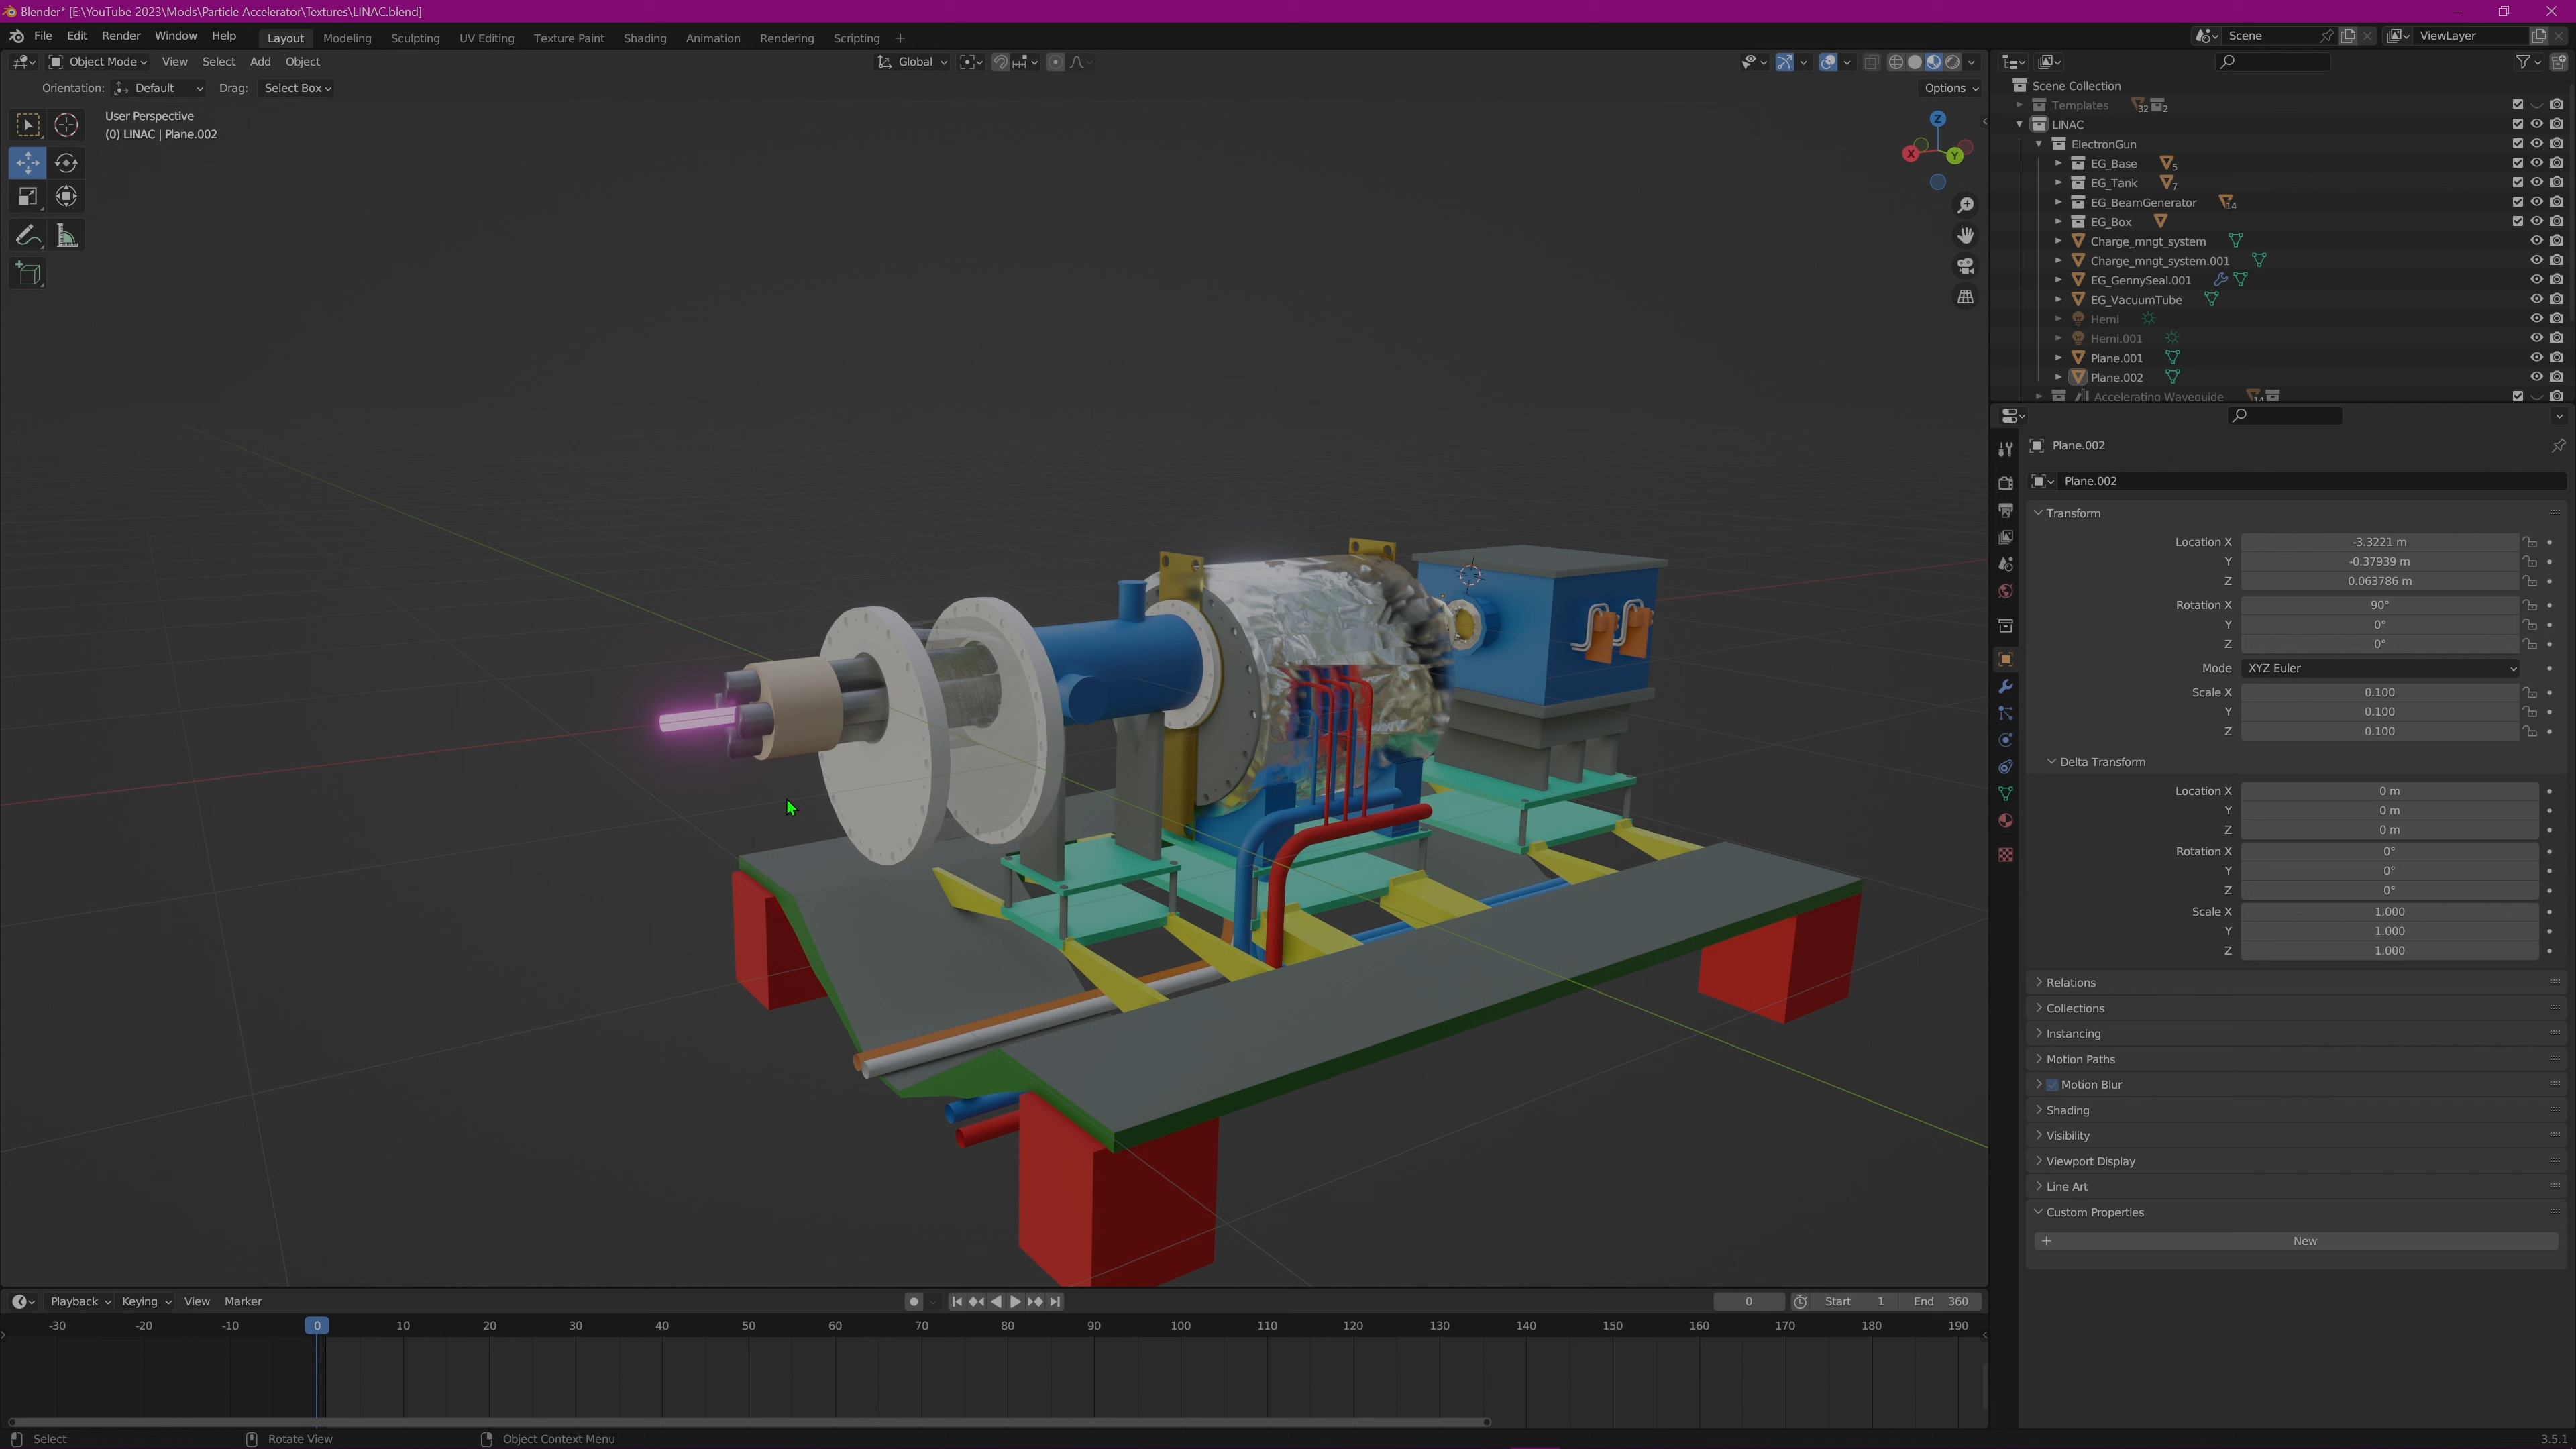 Blender* [E:\YouTube 2023\Mods\Particle Accelerator\Textures\LINAC.blend]
File Edit Render Window Help Layout Modeling Sculpting UV Editing Texture Paint Shading Animation Rendering Scripting + Scene ViewLayer
Object Mode View Select Add Object Global
Orientation: Default Drag: Select Box Options
User Perspective
(0) LINAC | Plane.002
Z
X
Y
Scene Collection
Templates 32 2
LINAC
ElectronGun
EG_Base 5
EG_Tank 7
EG_BeamGenerator 14
EG_Box
Charge_mngt_system
Charge_mngt_system.001
EG_GennySeal.001
EG_VacuumTube
Hemi
Hemi.001
Plane.001
Plane.002
Accelerating Waveguide 14
Plane.002
Plane.002
Transform
Location X -3.3221 m
Y -0.37939 m
Z 0.063786 m
Rotation X 90°
Y 0°
Z 0°
Mode XYZ Euler
Scale X 0.100
Y 0.100
Z 0.100
Delta Transform
Location X 0 m
Y 0 m
Z 0 m
Rotation X 0°
Y 0°
Z 0°
Scale X 1.000
Y 1.000
Z 1.000
Relations
Collections
Instancing
Motion Paths
Motion Blur
Shading
Visibility
Viewport Display
Line Art
Custom Properties
+ New
Playback Keying View Marker 0 Start 1 End 360
-30 -20 -10 0 10 20 30 40 50 60 70 80 90 100 110 120 130 140 150 160 170 180 190
Select Rotate View Object Context Menu 3.5.1